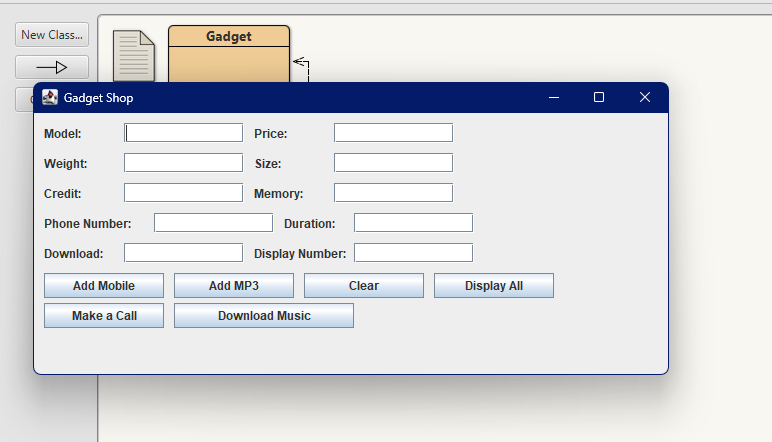 New Class...
Gadget
Gadget Shop
Model: Price:
Weight: Size:
Credit: Memory:
Phone Number: Duration:
Download: Display Number:
Add Mobile Add MP3 Clear Display All
Make a Call Download Music